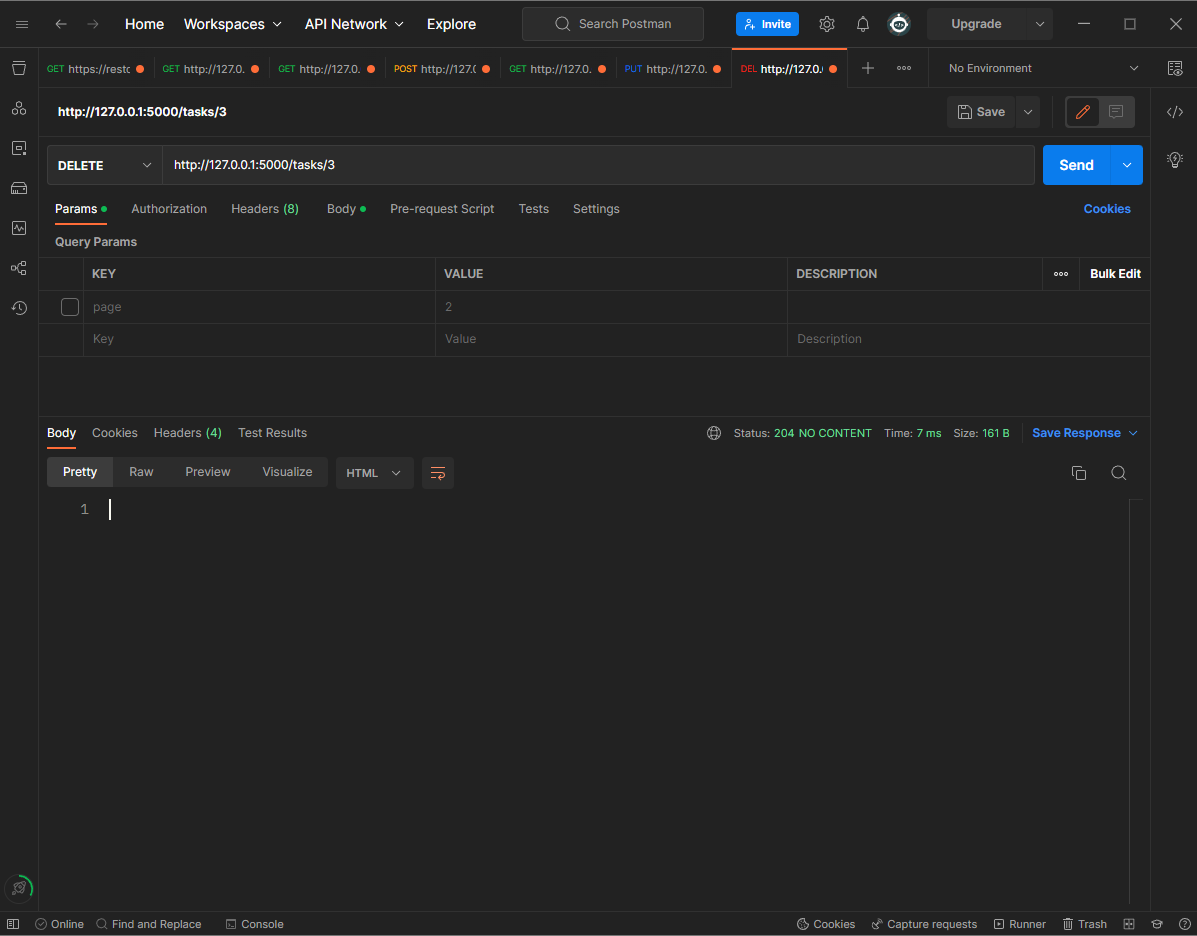 Home Workspaces API Network Explore Search Postman Invite Upgrade
GET https://restc GET http://127.0. GET http://127.0. POST http://127.0 GET http://127.0. PUT http://127.0. DEL http://127.0. No Environment
http://127.0.0.1:5000/tasks/3 Save
DELETE http://127.0.0.1:5000/tasks/3 Send
Params Authorization Headers (8) Body Pre-request Script Tests Settings Cookies
Query Params
KEY VALUE DESCRIPTION Bulk Edit
page 2
Key Value Description
Body Cookies Headers (4) Test Results Status: 204 NO CONTENT Time: 7 ms Size: 161 B Save Response
Pretty Raw Preview Visualize HTML
1
Online Find and Replace Console Cookies Capture requests Runner Trash